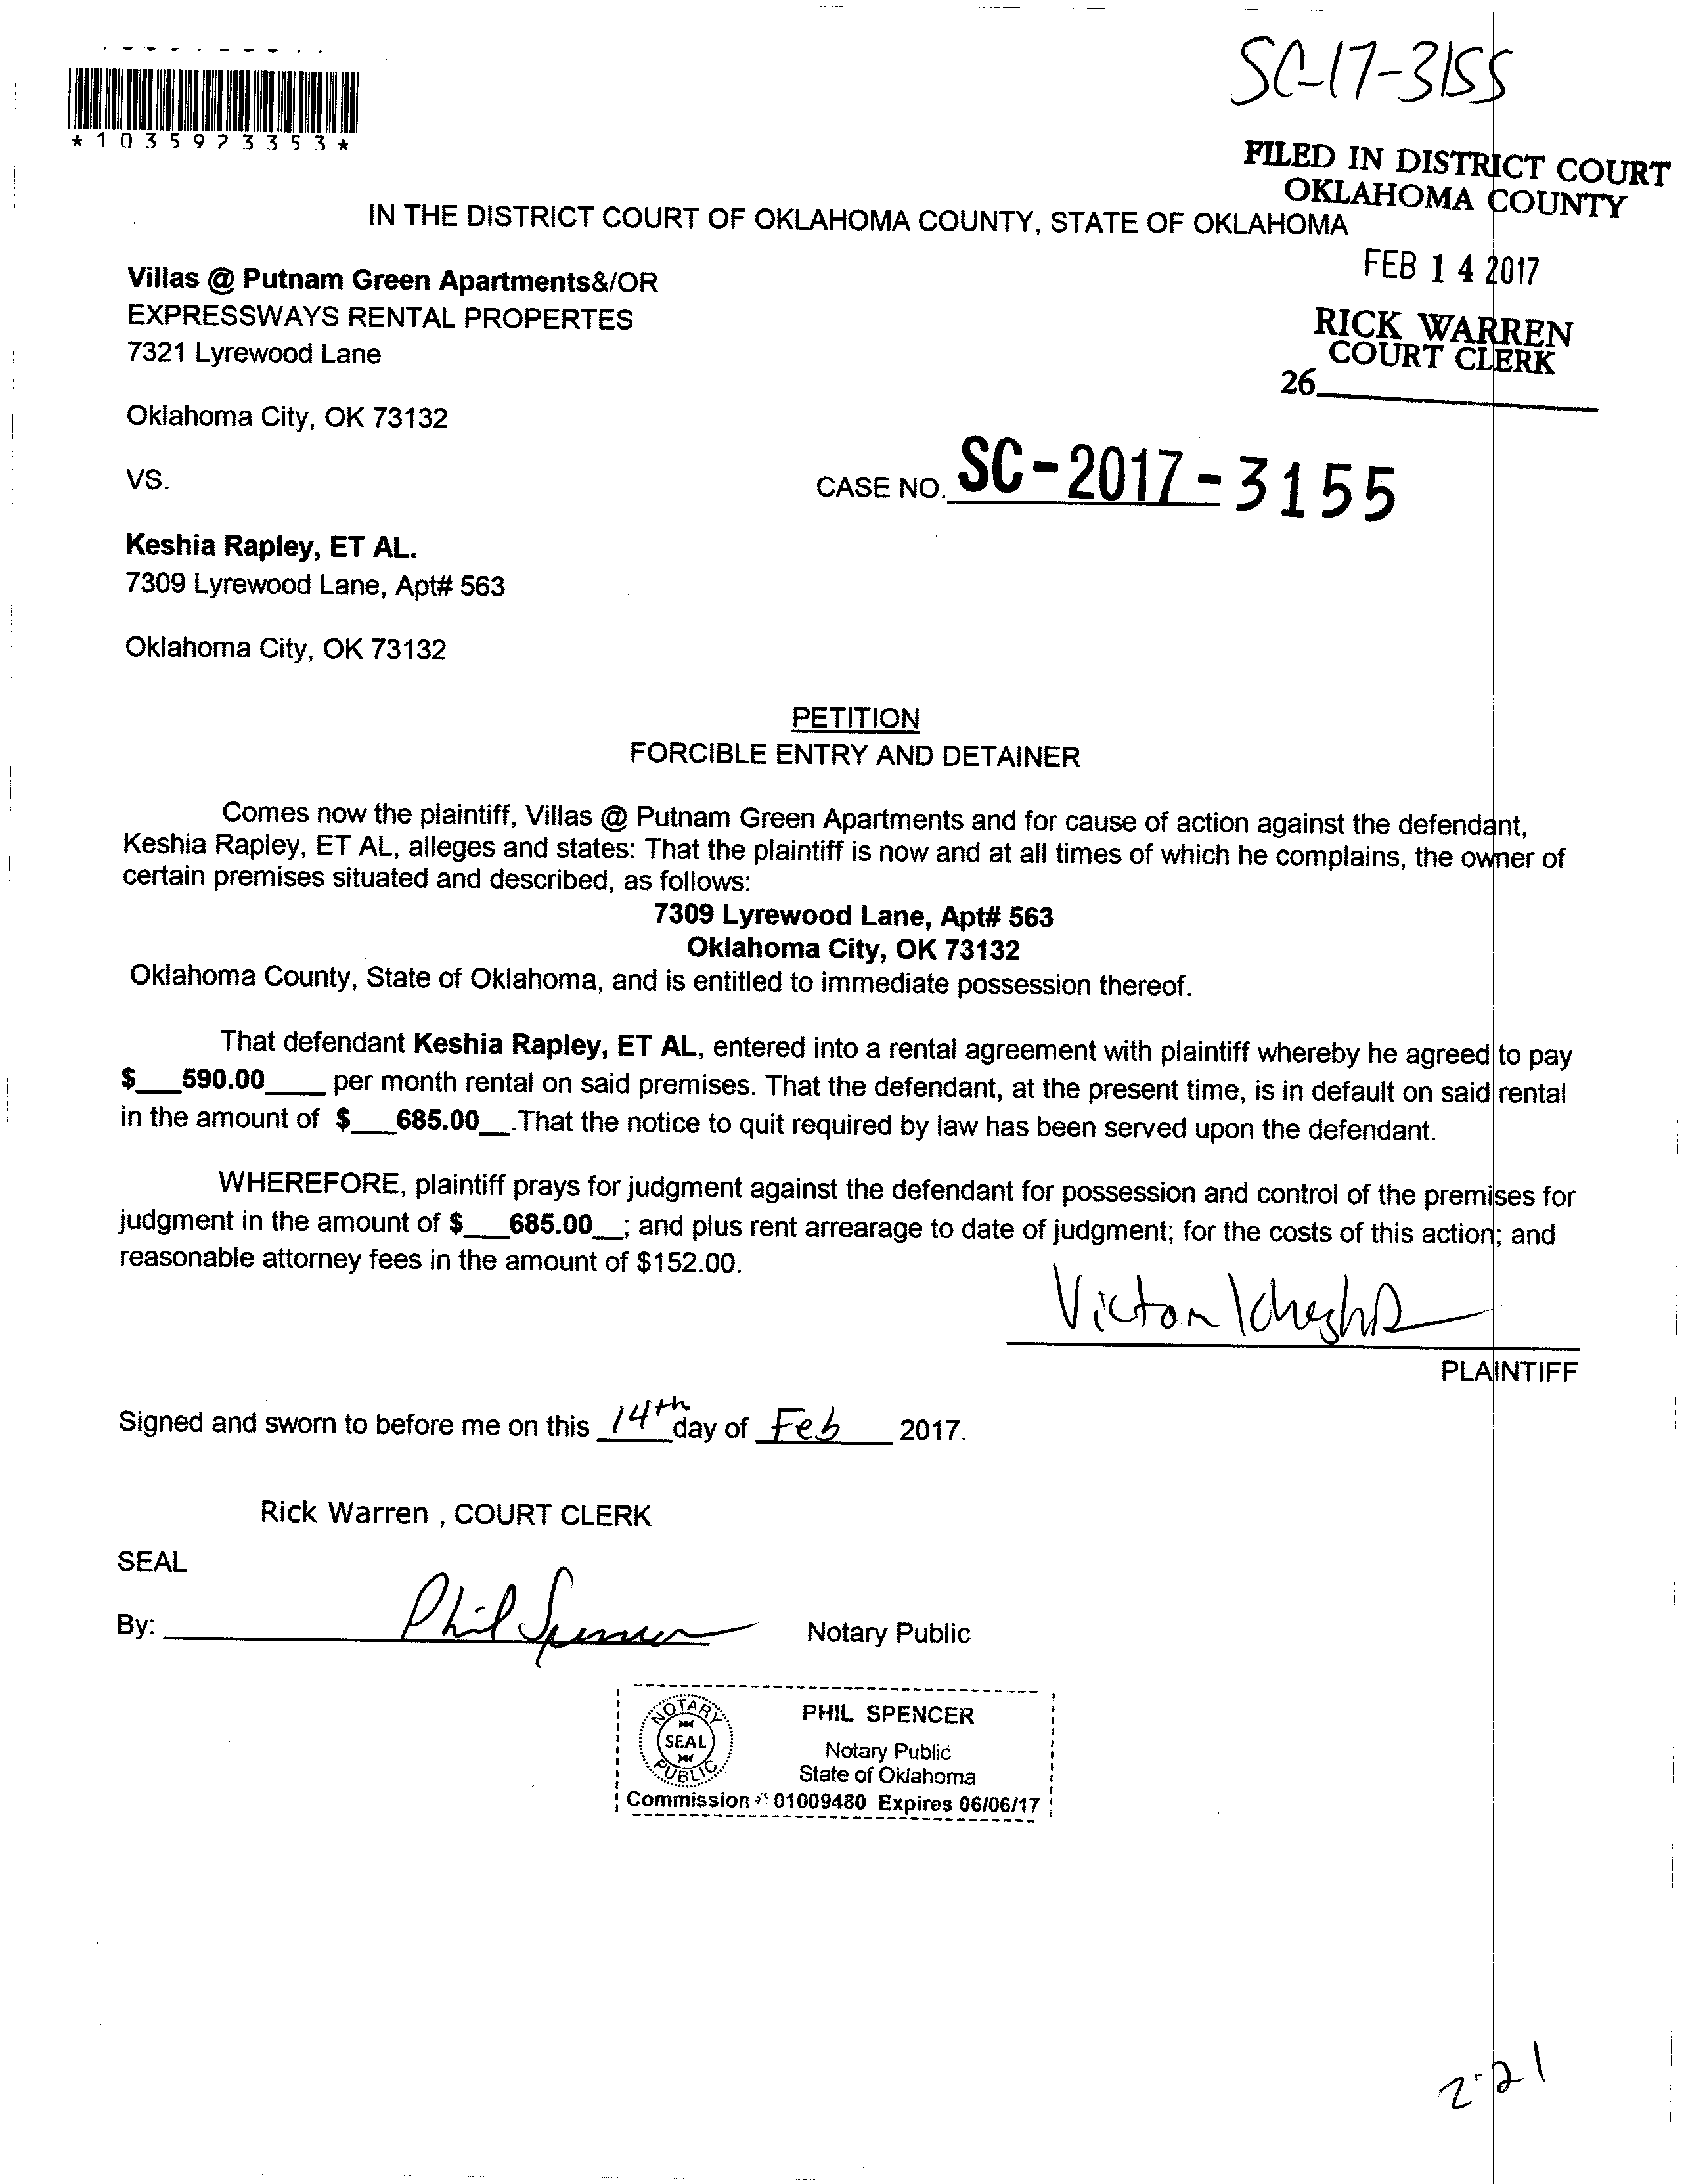 SC-17-3155
*1035923353*
FILED IN DISTRICT COURT
OKLAHOMA COUNTY
IN THE DISTRICT COURT OF OKLAHOMA COUNTY, STATE OF OKLAHOMA
FEB 14 2017
Villas @ Putnam Green Apartments&/OR
EXPRESSWAYS RENTAL PROPERTES
7321 Lyrewood Lane
RICK WARREN
COURT CLERK
26
Oklahoma City, OK 73132
VS.
CASE NO. SC-2017-3155
Keshia Rapley, ET AL.
7309 Lyrewood Lane, Apt# 563
Oklahoma City, OK 73132
PETITION
FORCIBLE ENTRY AND DETAINER
Comes now the plaintiff, Villas @ Putnam Green Apartments and for cause of action against the defendant,
Keshia Rapley, ET AL, alleges and states: That the plaintiff is now and at all times of which he complains, the owner of
certain premises situated and described, as follows:
7309 Lyrewood Lane, Apt# 563
Oklahoma City, OK 73132
Oklahoma County, State of Oklahoma, and is entitled to immediate possession thereof.
That defendant Keshia Rapley, ET AL, entered into a rental agreement with plaintiff whereby he agreed to pay
$___590.00____ per month rental on said premises. That the defendant, at the present time, is in default on said rental
in the amount of $___685.00__.That the notice to quit required by law has been served upon the defendant.
WHEREFORE, plaintiff prays for judgment against the defendant for possession and control of the premises for
judgment in the amount of $___685.00__; and plus rent arrearage to date of judgment; for the costs of this action; and
reasonable attorney fees in the amount of $152.00.
Victor
PLAINTIFF
Signed and sworn to before me on this 14th day of Feb 2017.
Rick Warren , COURT CLERK
SEAL
By: Phil Spencer Notary Public
NOTARY PUBLIC
SEAL
PHIL SPENCER
Notary Public
State of Oklahoma
Commission # 01009480 Expires 06/06/17
2-21